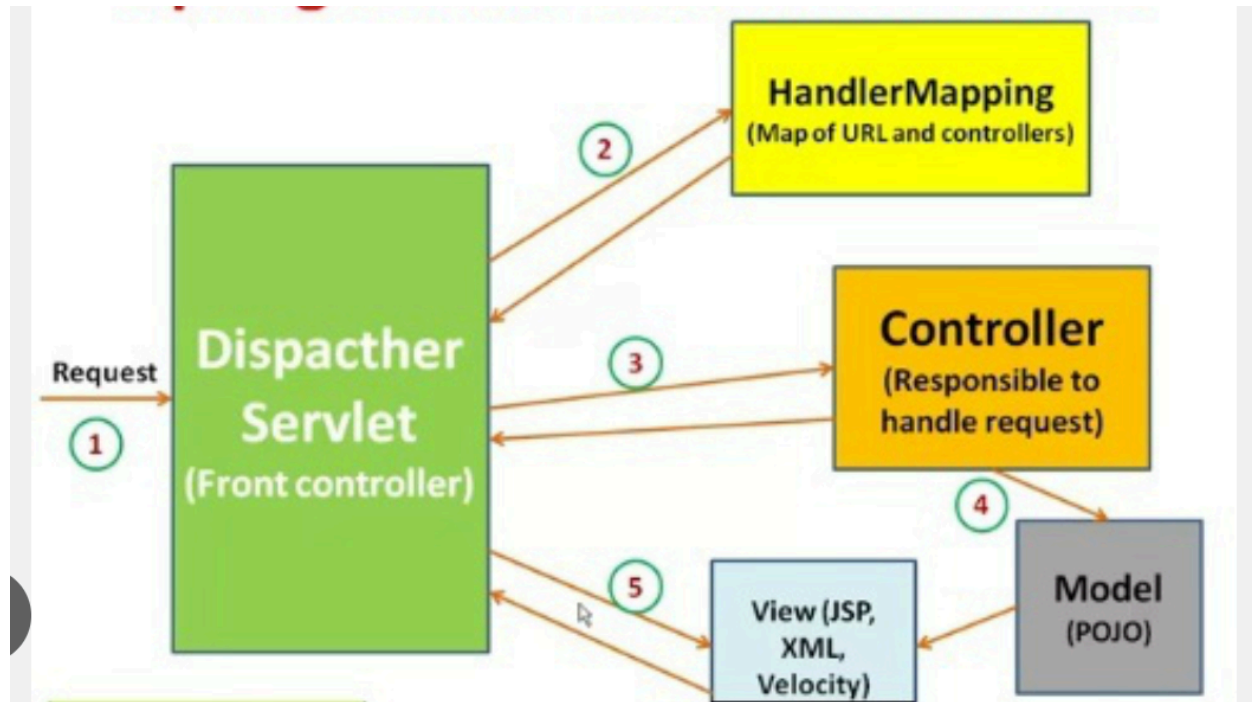 HandlerMapping
(Map of URL and controllers)
2
Dispacther
Servlet
(Front controller)
Request
1
3
Controller
(Responsible to
handle request)
4
5
View (JSP,
XML,
Velocity)
Model
(POJO)